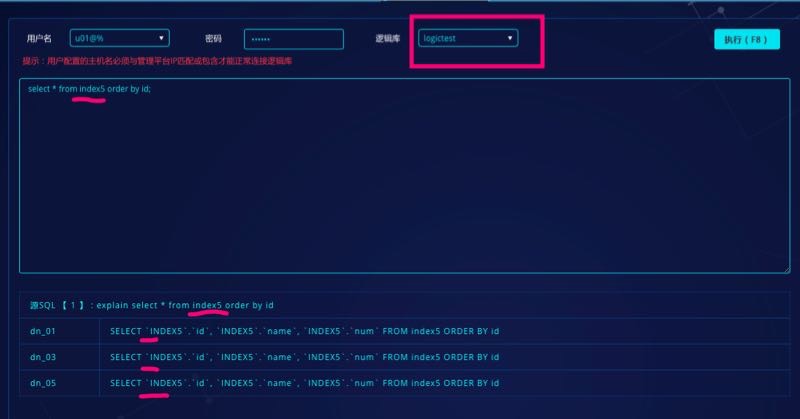 用户名 u01@% ▼ 密码 •••••• 逻辑库 logictest ▼ 执行 ( F8 )
提示：用户配置的主机名必须与管理平台IP匹配或包含才能正常连接逻辑库
select * from index5 order by id;
源SQL 【 1 】：explain select * from index5 order by id
dn_01 SELECT `INDEX5`.`id`, `INDEX5`.`name`, `INDEX5`.`num` FROM index5 ORDER BY id
dn_03 SELECT `INDEX5`.`id`, `INDEX5`.`name`, `INDEX5`.`num` FROM index5 ORDER BY id
dn_05 SELECT `INDEX5`.`id`, `INDEX5`.`name`, `INDEX5`.`num` FROM index5 ORDER BY id